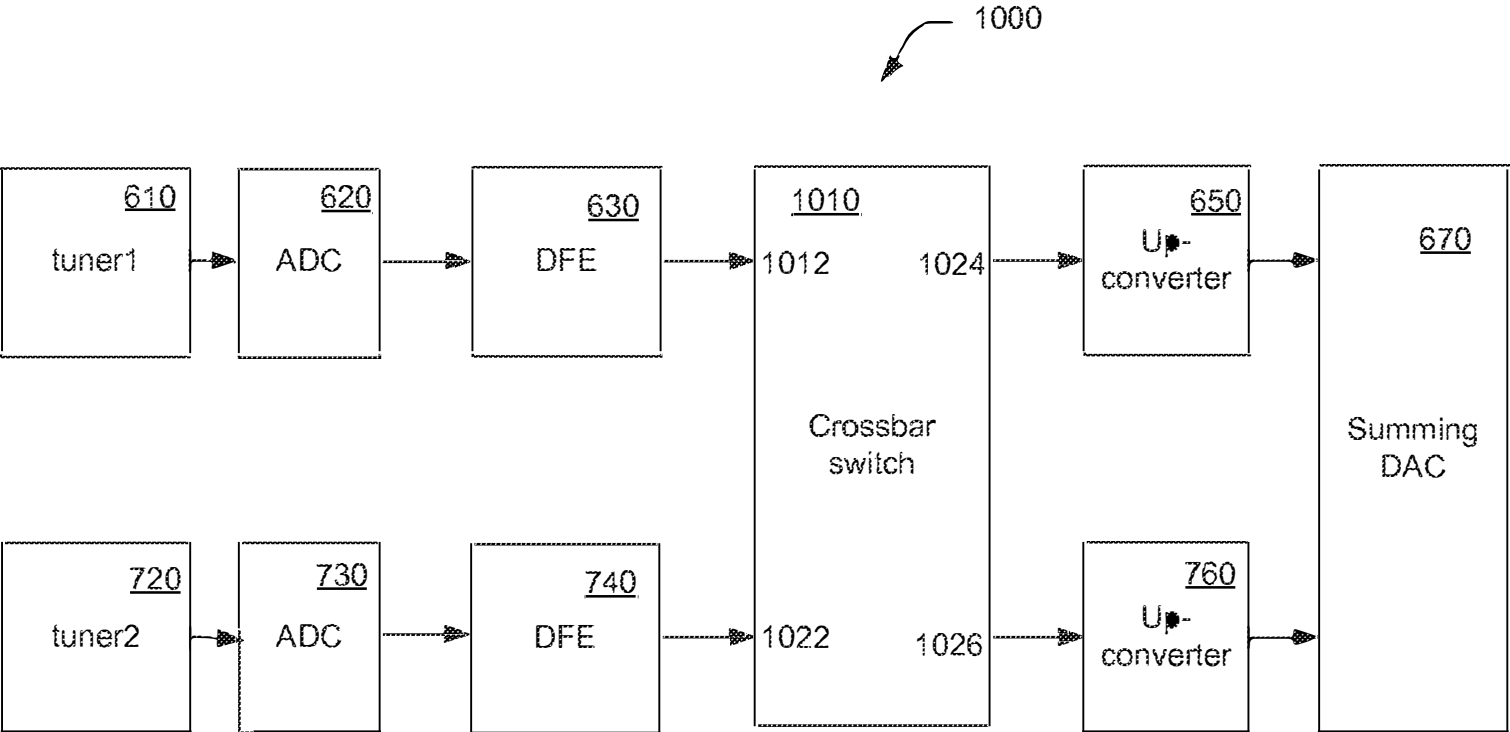 1000
610
tuner1
620
ADC
630
DFE
1010
1012
1024
Crossbar
switch
650
Up-
converter
670
Summing
DAC
720
tuner2
730
ADC
740
DFE
1022
1026
760
Up-
converter